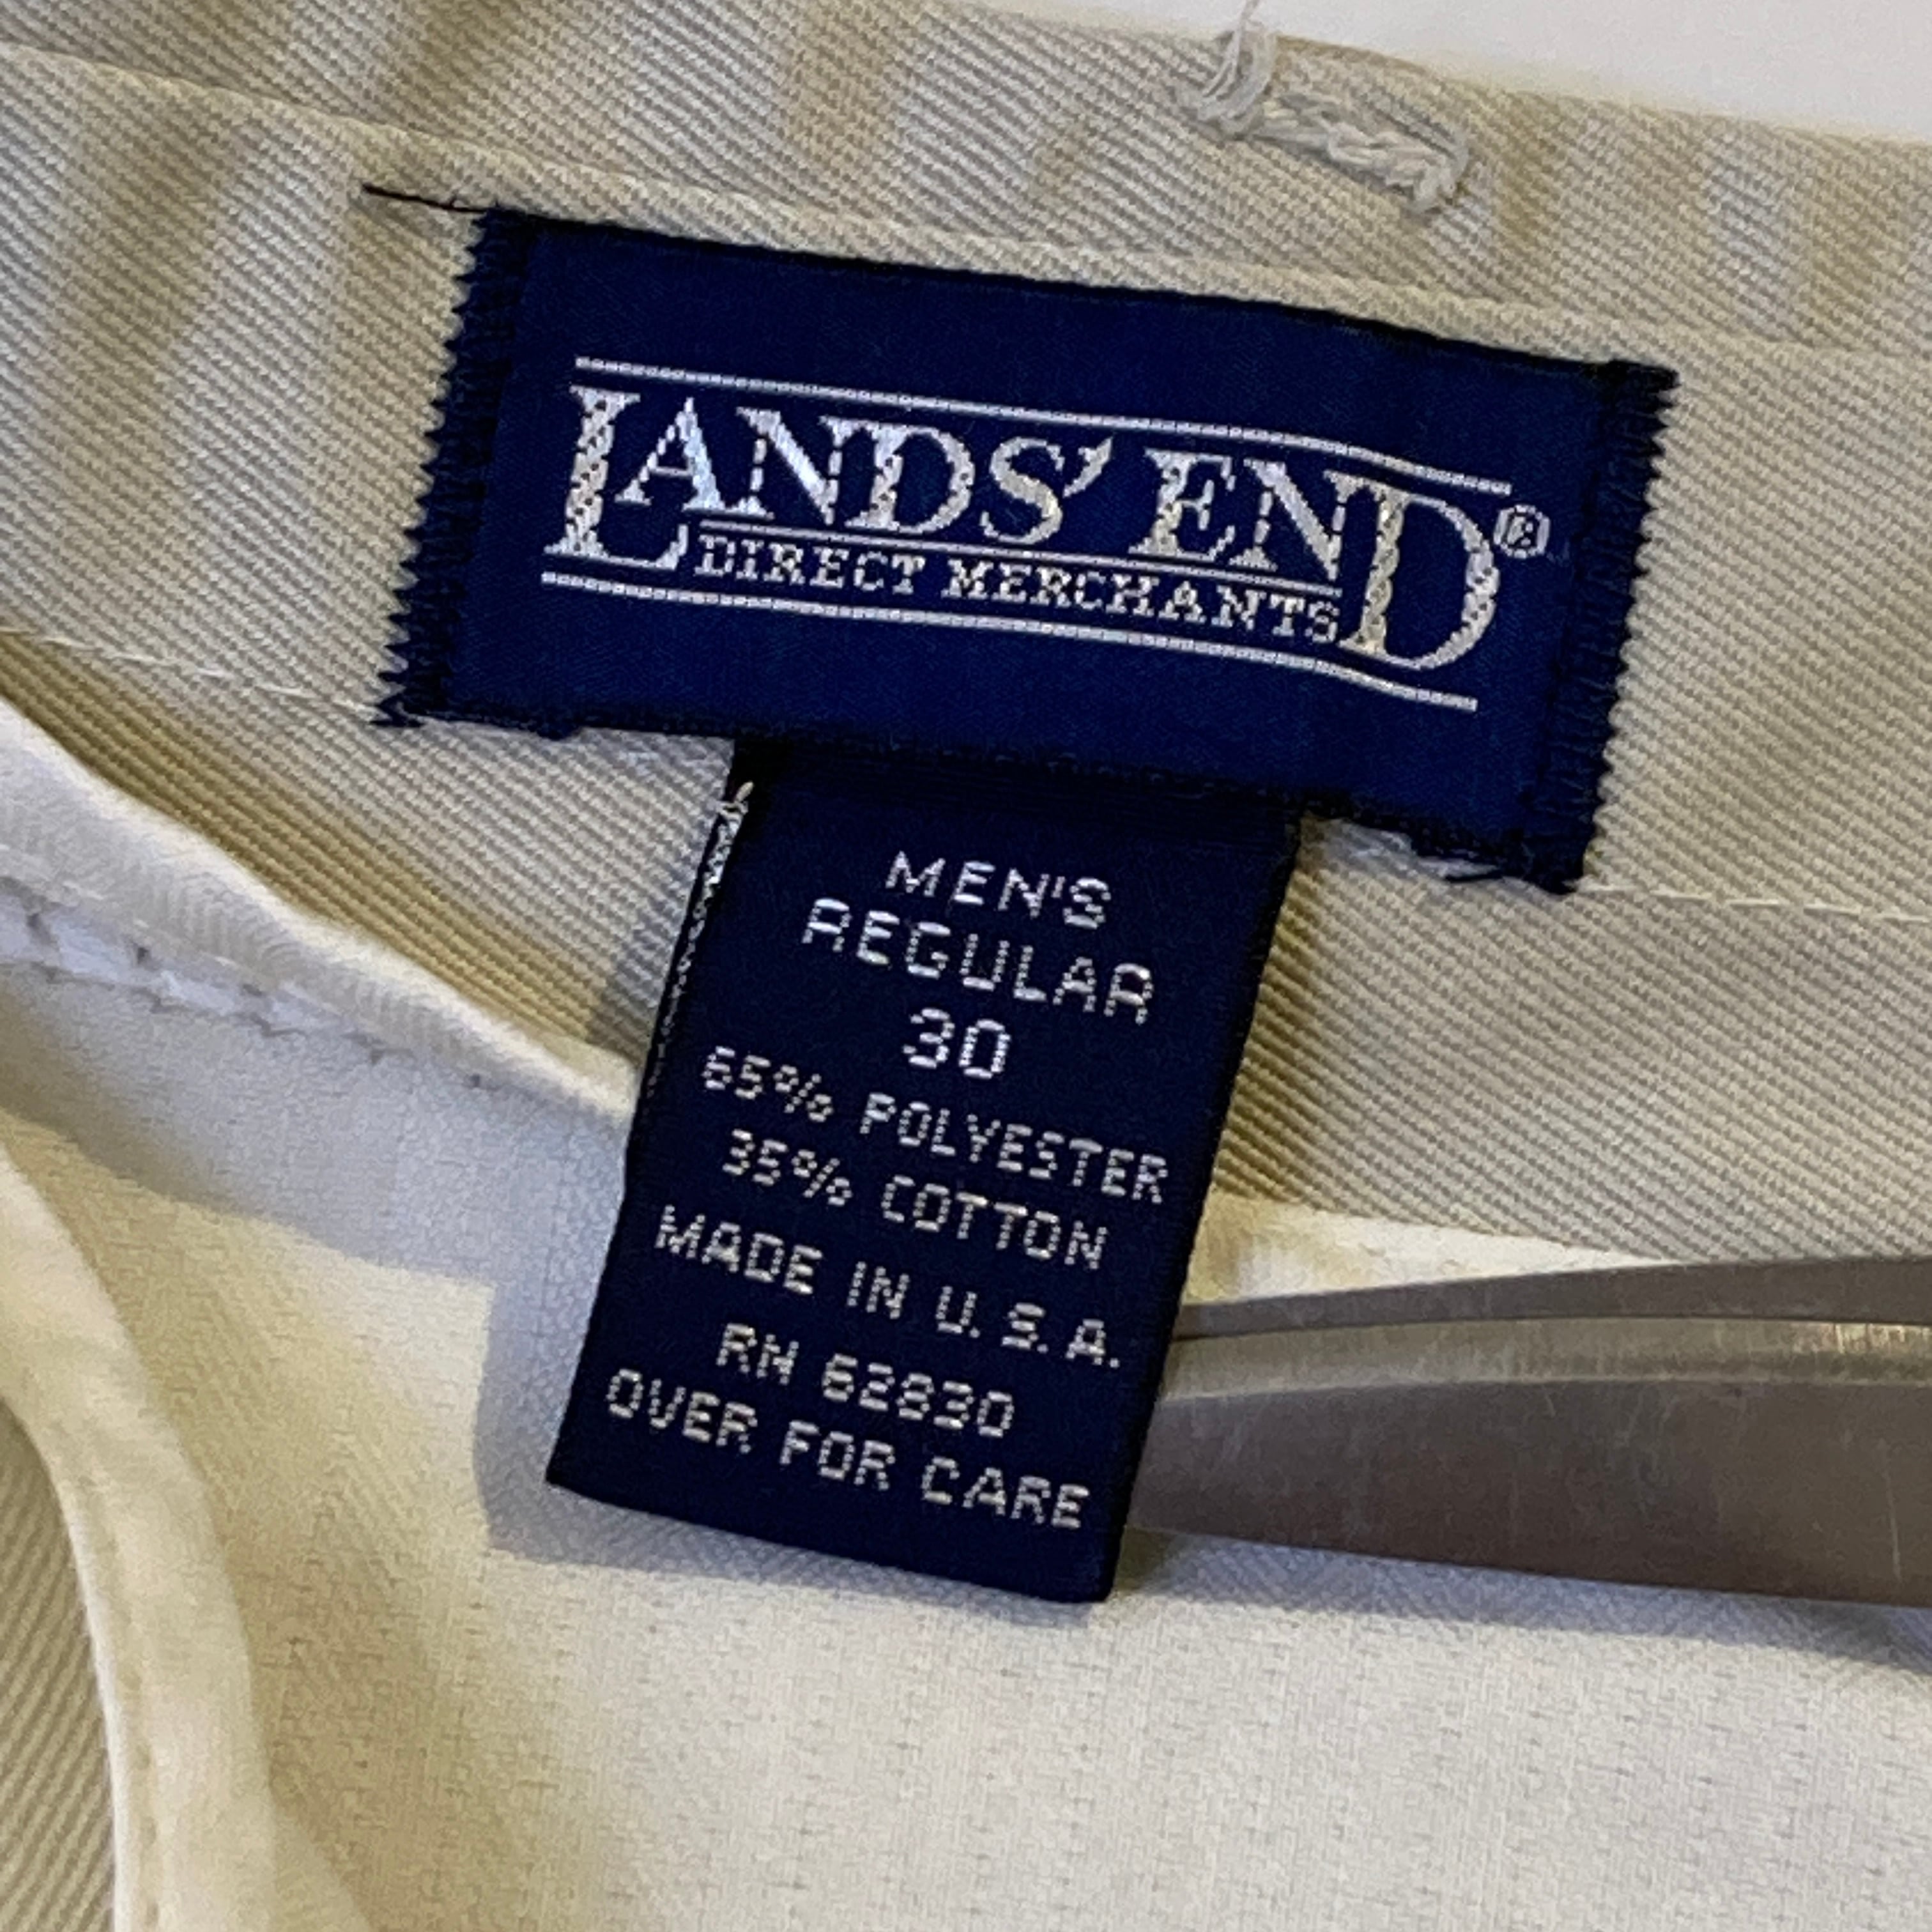 LANDS' END®
DIRECT MERCHANTS
MEN'S
REGULAR
30
65% POLYESTER
35% COTTON
MADE IN U.S.A.
RN 62830
OVER FOR CARE